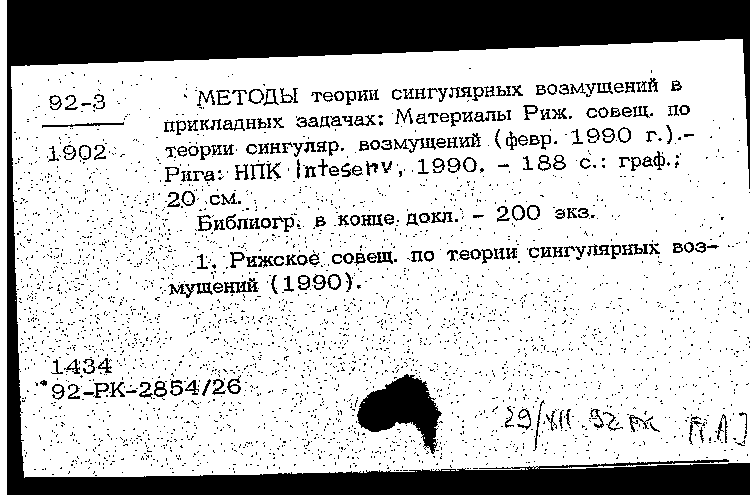 92-3
1902
МЕТОДЫ теории сингулярных возмущений в
прикладных задачах: Материалы Риж. совещ. по
теории сингуляр. возмущений (февр. 1990 г.).-
Рига: НПК Intesehv, 1990. - 188 с.: граф.;
20 см.
Библиогр. в конце докл. - 200 экз.
1. Рижское совещ. по теории сингулярных воз-
мущений (1990).
1434
92-РК-2854/26
29/XII.92